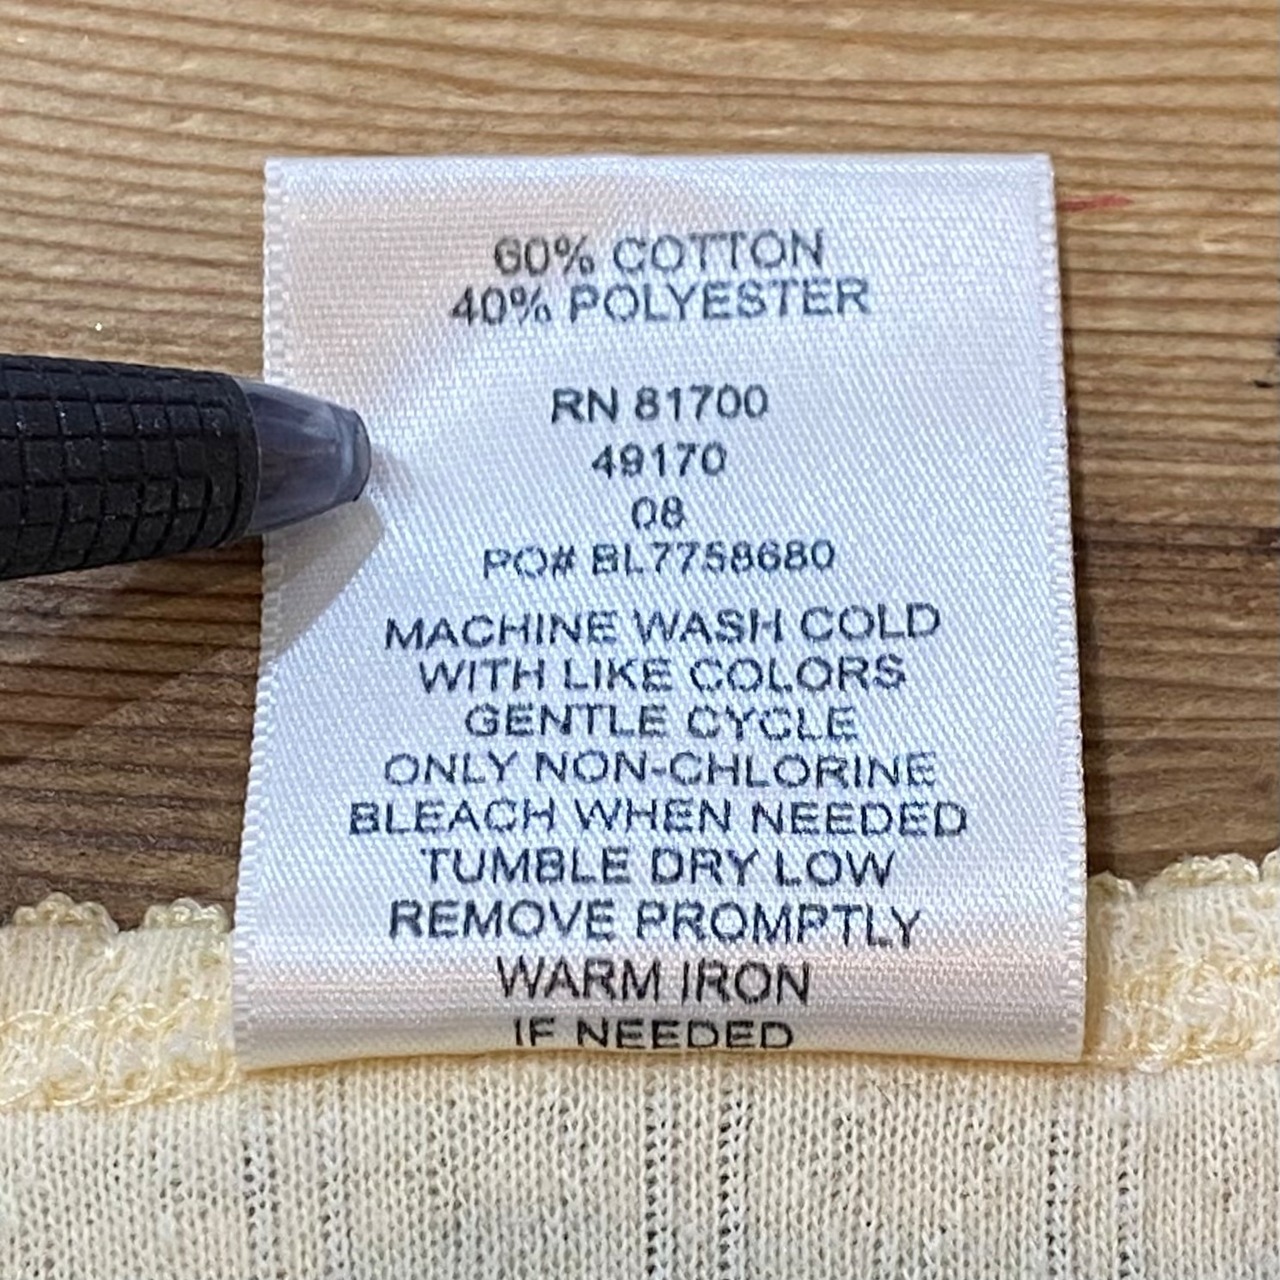 60% COTTON
40% POLYESTER
RN 81700
49170
08
PO# BL7758680
MACHINE WASH COLD
WITH LIKE COLORS
GENTLE CYCLE
ONLY NON-CHLORINE
BLEACH WHEN NEEDED
TUMBLE DRY LOW
REMOVE PROMPTLY
WARM IRON
IF NEEDED